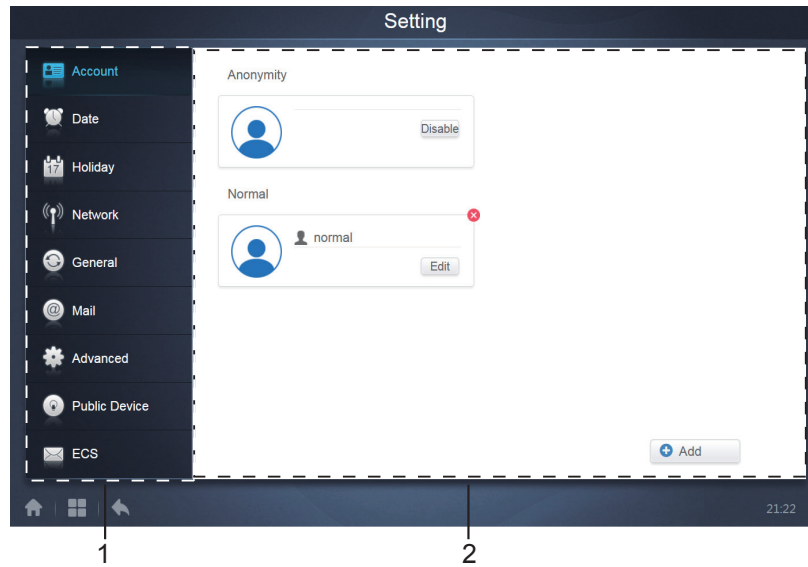 Setting
Account
Date
17
Holiday
Network
General
Mail
Advanced
Public Device
ECS
Anonymity
Disable
Normal
normal
Edit
Add
21:22
1
2